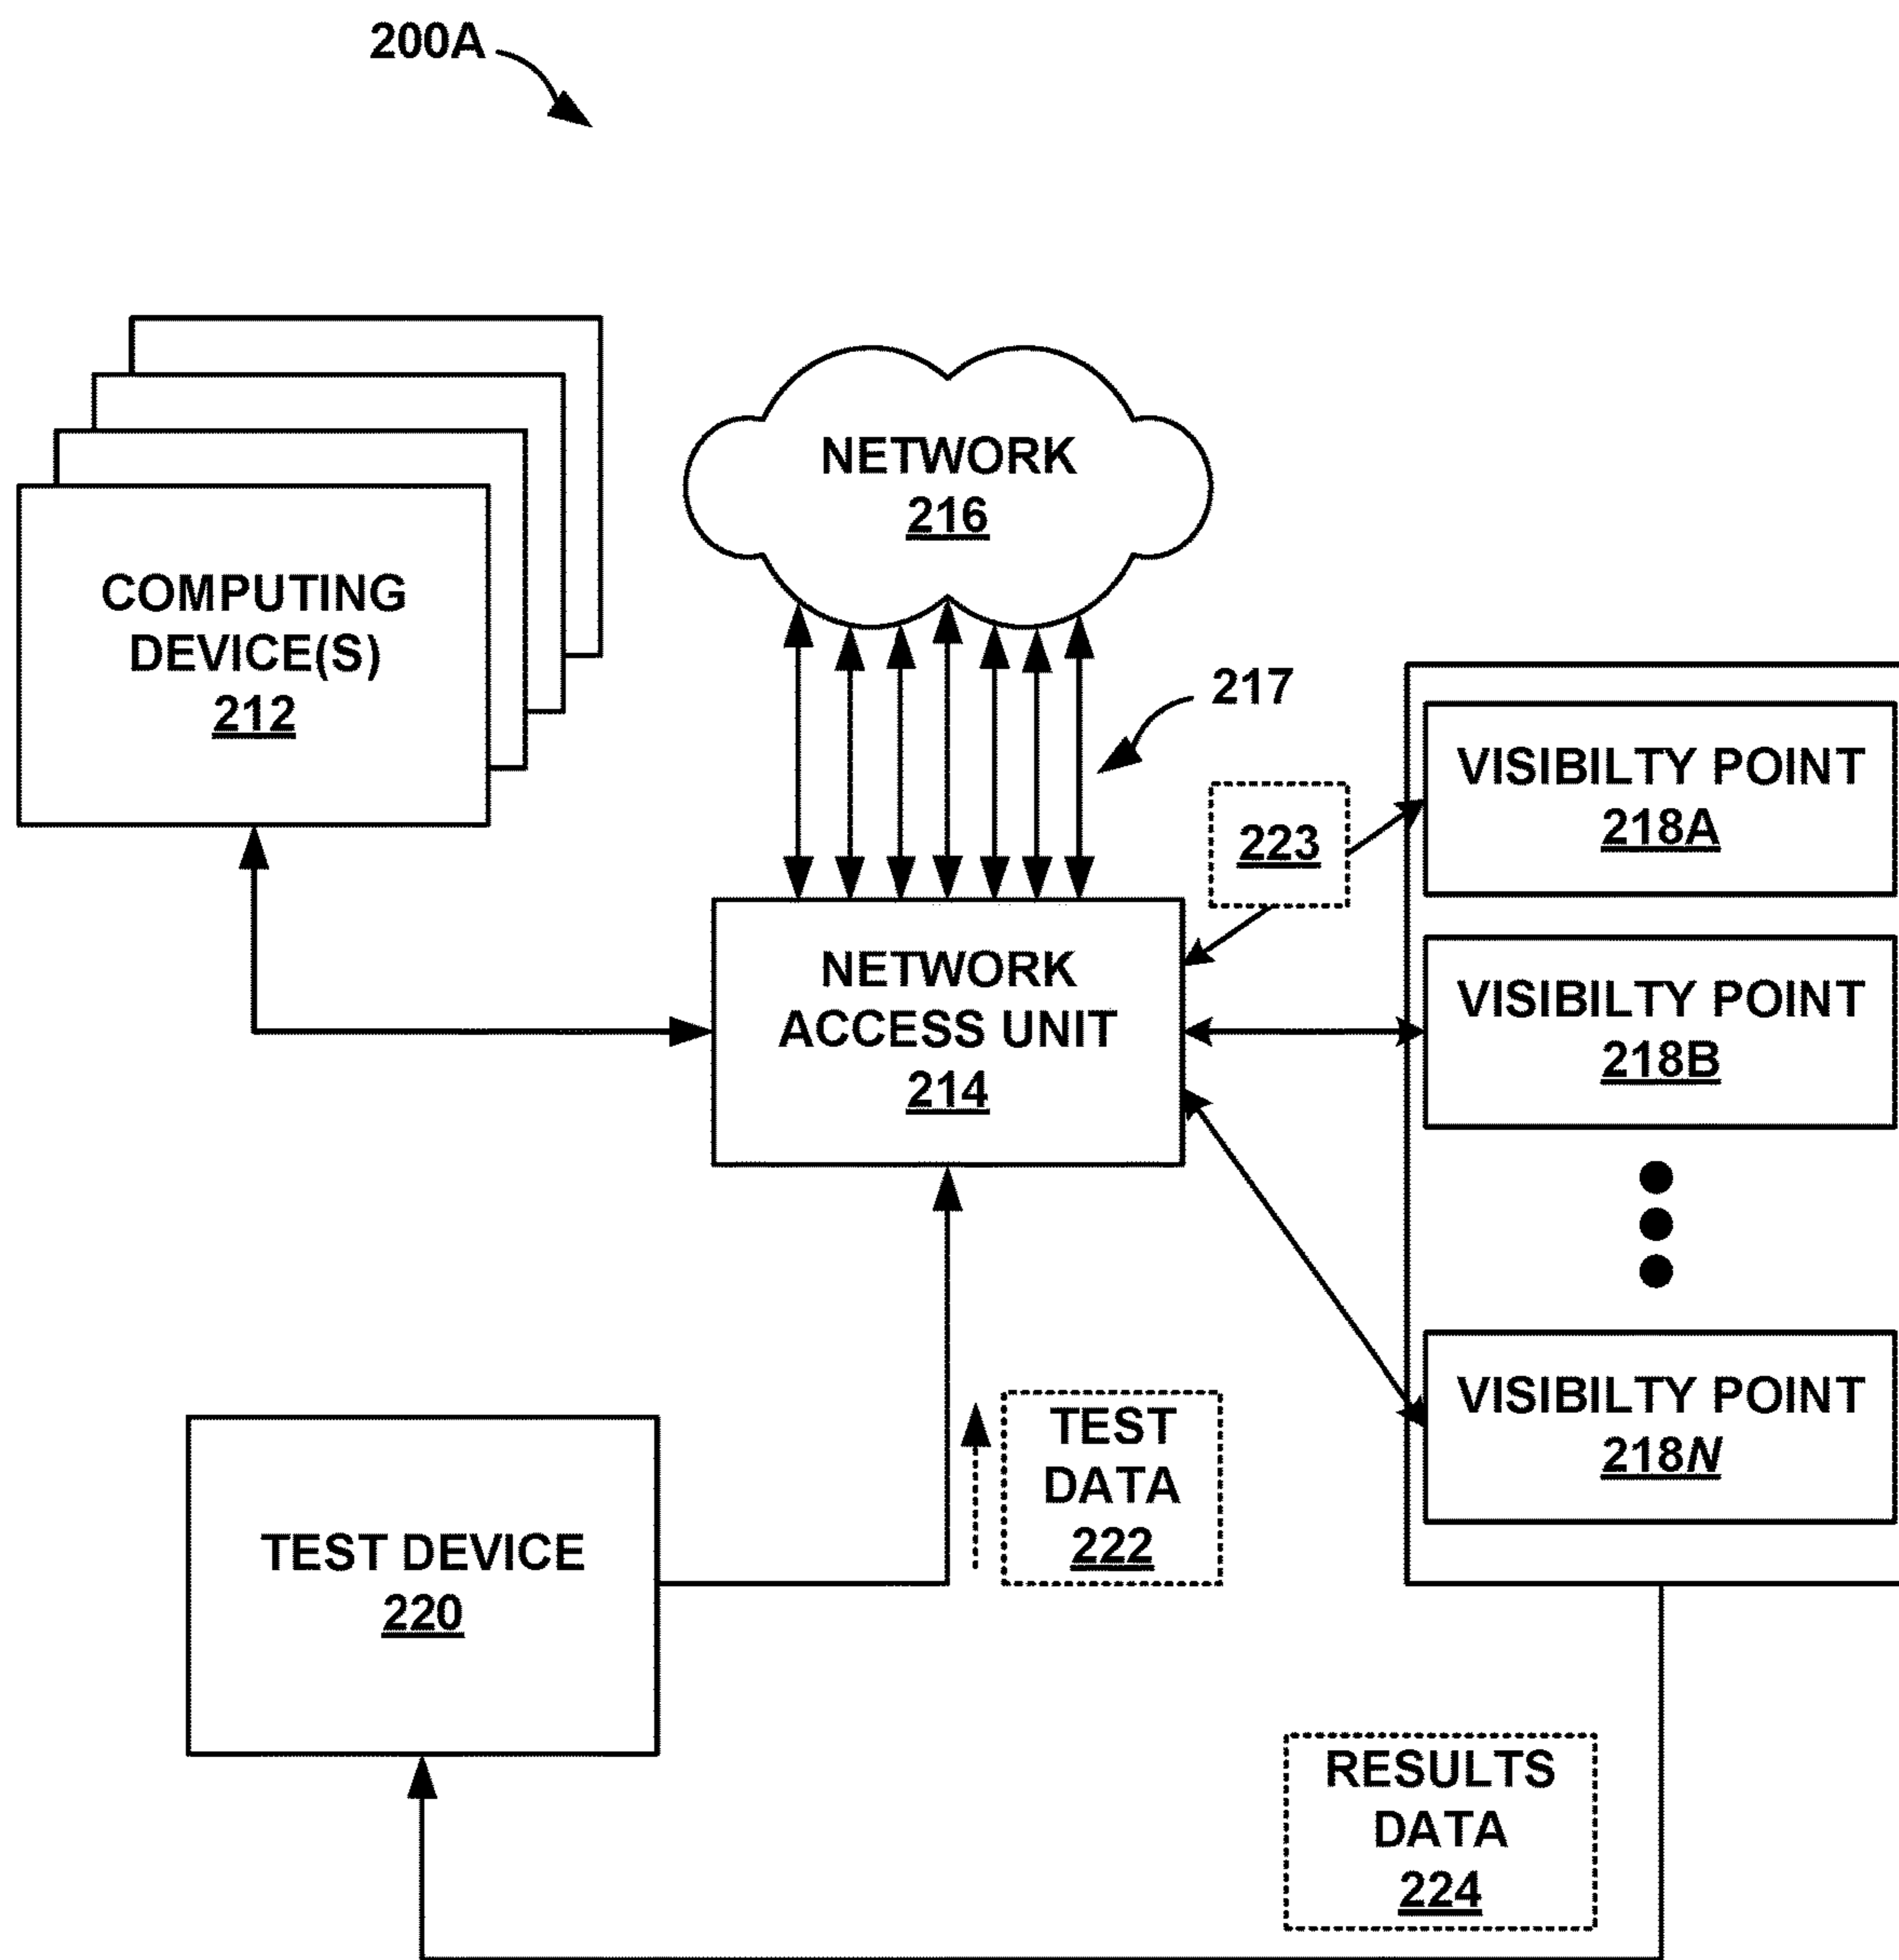 200A
NETWORK
216
COMPUTING
DEVICE(S)
212
217
VISIBILTY POINT
218A
223
NETWORK
ACCESS UNIT
214
VISIBILTY POINT
218B
VISIBILTY POINT
218N
TEST
DATA
222
TEST DEVICE
220
RESULTS
DATA
224